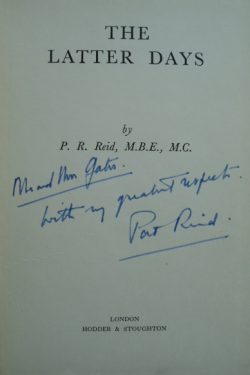 THE
LATTER DAYS
by
P. R. Reid, M.B.E., M.C.
Mr and Mrs Gates.
with my greatest respects.
Pat Reid.
LONDON
HODDER & STOUGHTON